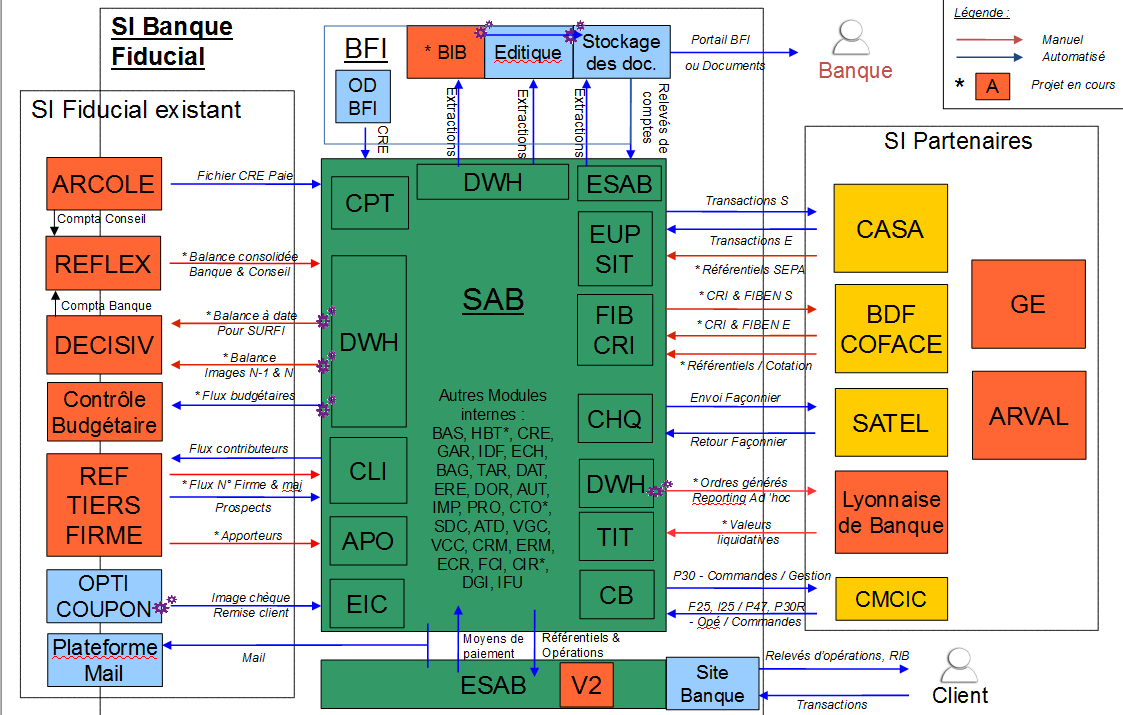 SI Banque
Fiducial
BFI
* BIB
Editique
Stockage
des doc.
OD
BFI
CRE
Extractions
Extractions
Extractions
Relevés de
comptes
Portail BFI
ou Documents
Banque
Légende :
Manuel
Automatisé
* A
Projet en cours
SI Fiducial existant
ARCOLE
Compta Conseil
REFLEX
Compta Banque
DECISIV
Contrôle
Budgétaire
REF
TIERS
FIRME
OPTI
COUPON
Plateforme
Mail
Fichier CRE Paie
* Balance consolidée
Banque & Conseil
* Balance à date
Pour SURFI
* Balance
Images N-1 & N
* Flux budgétaires
Flux contributeurs
* Flux N° Firme & maj
Prospects
* Apporteurs
Image chèque
Remise client
Mail
CPT
DWH
CLI
APO
EIC
DWH
SAB
Autres Modules
internes :
BAS, HBT*, CRE,
GAR, IDF, ECH,
BAG, TAR, DAT,
ERE, DOR, AUT,
IMP, PRO, CTO*,
SDC, ATD, VGC,
VCC, CRM, ERM,
ECR, FCI, CIR*,
DGI, IFU
ESAB
EUP
SIT
FIB
CRI
CHQ
DWH
TIT
CB
Moyens de
paiement
Référentiels &
Opérations
ESAB
V2
Site
Banque
Transactions S
Transactions E
* Référentiels SEPA
* CRI & FIBEN S
* CRI & FIBEN E
* Référentiels / Cotation
Envoi Façonnier
Retour Façonnier
* Ordres générés
Reporting Ad 'hoc
* Valeurs
liquidatives
P30 - Commandes / Gestion
F25, I25 / P47, P30R
- Opé / Commandes
SI Partenaires
CASA
BDF
COFACE
SATEL
Lyonnaise
de Banque
CMCIC
GE
ARVAL
Relevés d'opérations, RIB
Transactions
Client